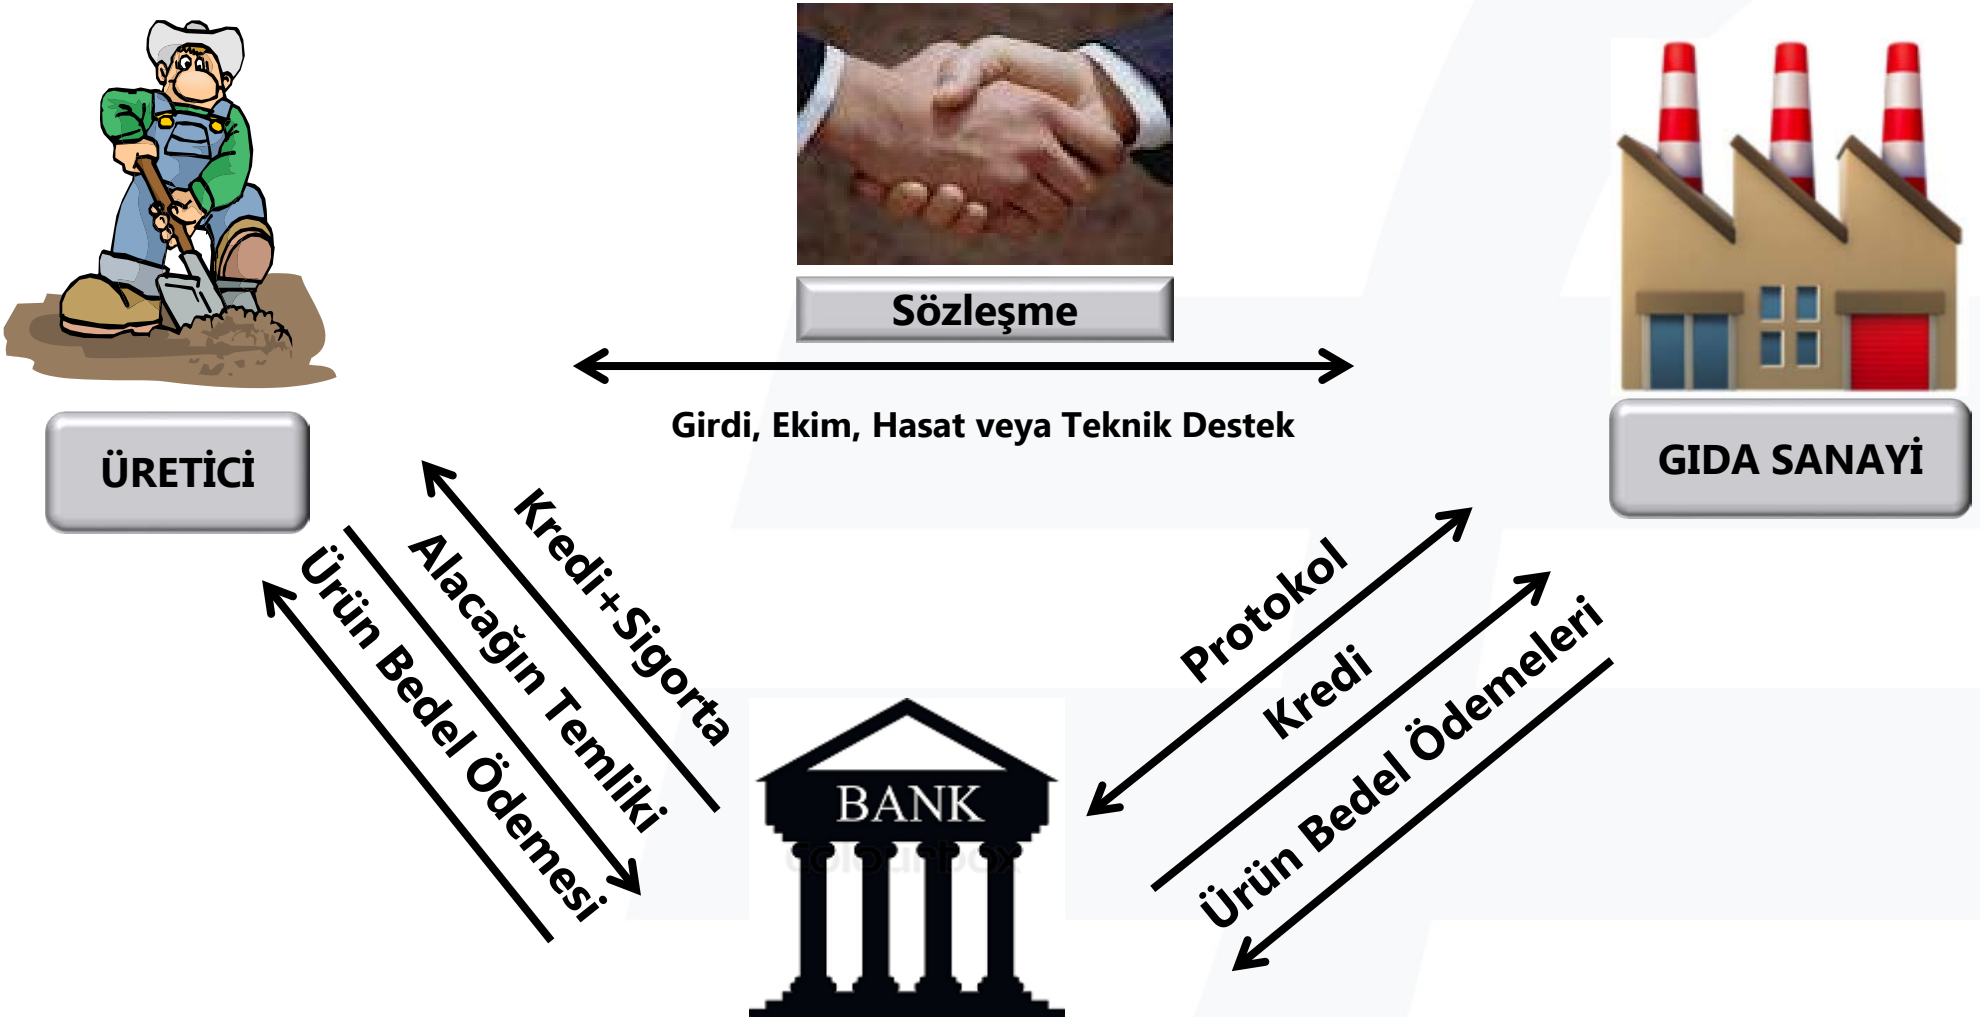 Sözleşme
Girdi, Ekim, Hasat veya Teknik Destek
ÜRETİCİ
GIDA SANAYİ
Kredi+Sigorta
Alacağın Temliki
Ürün Bedel Ödemesi
Protokol
Kredi
Ürün Bedel Ödemeleri
BANK
colourbox